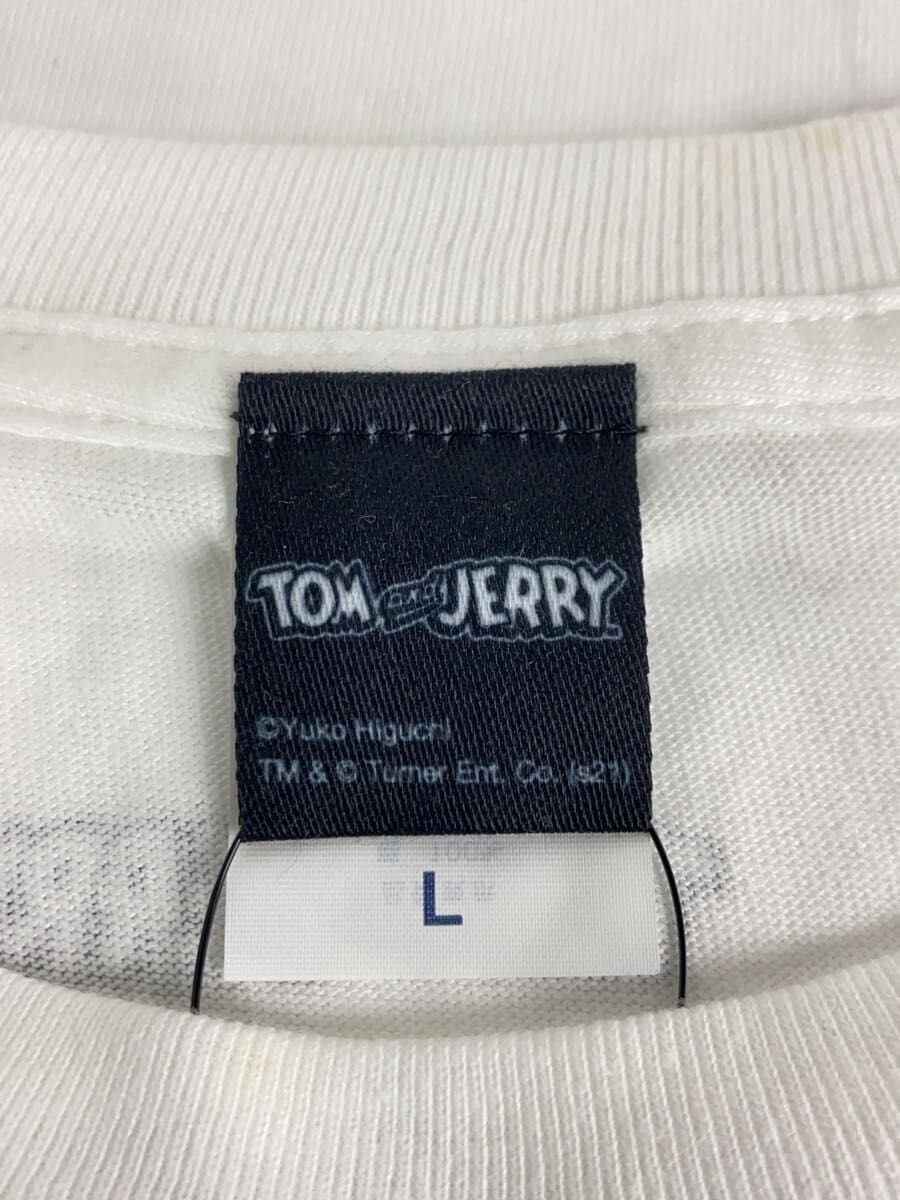 TOM and JERRY
©Yuko Higuchi
TM & © Turner Ent. Co. (s21)
L